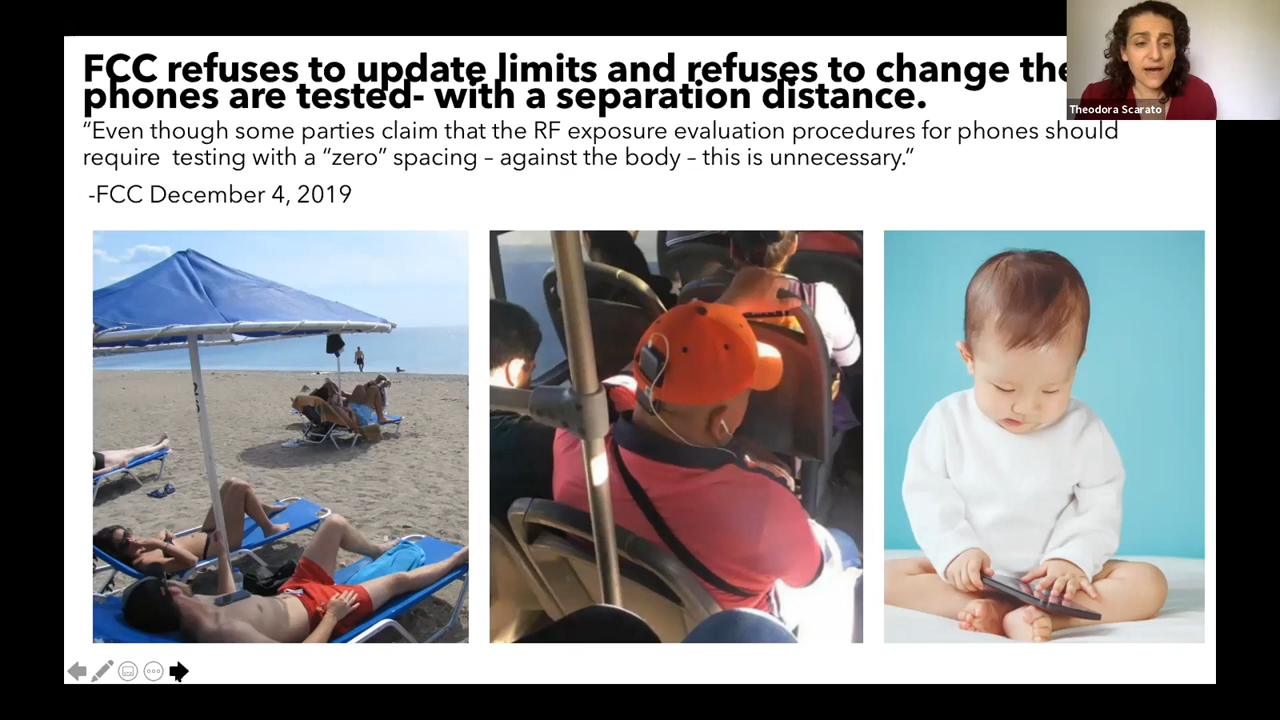 FCC refuses to update limits and refuses to change the
phones are tested- with a separation distance.
“Even though some parties claim that the RF exposure evaluation procedures for phones should
require testing with a “zero” spacing – against the body – this is unnecessary.”
-FCC December 4, 2019
Theodora Scarato